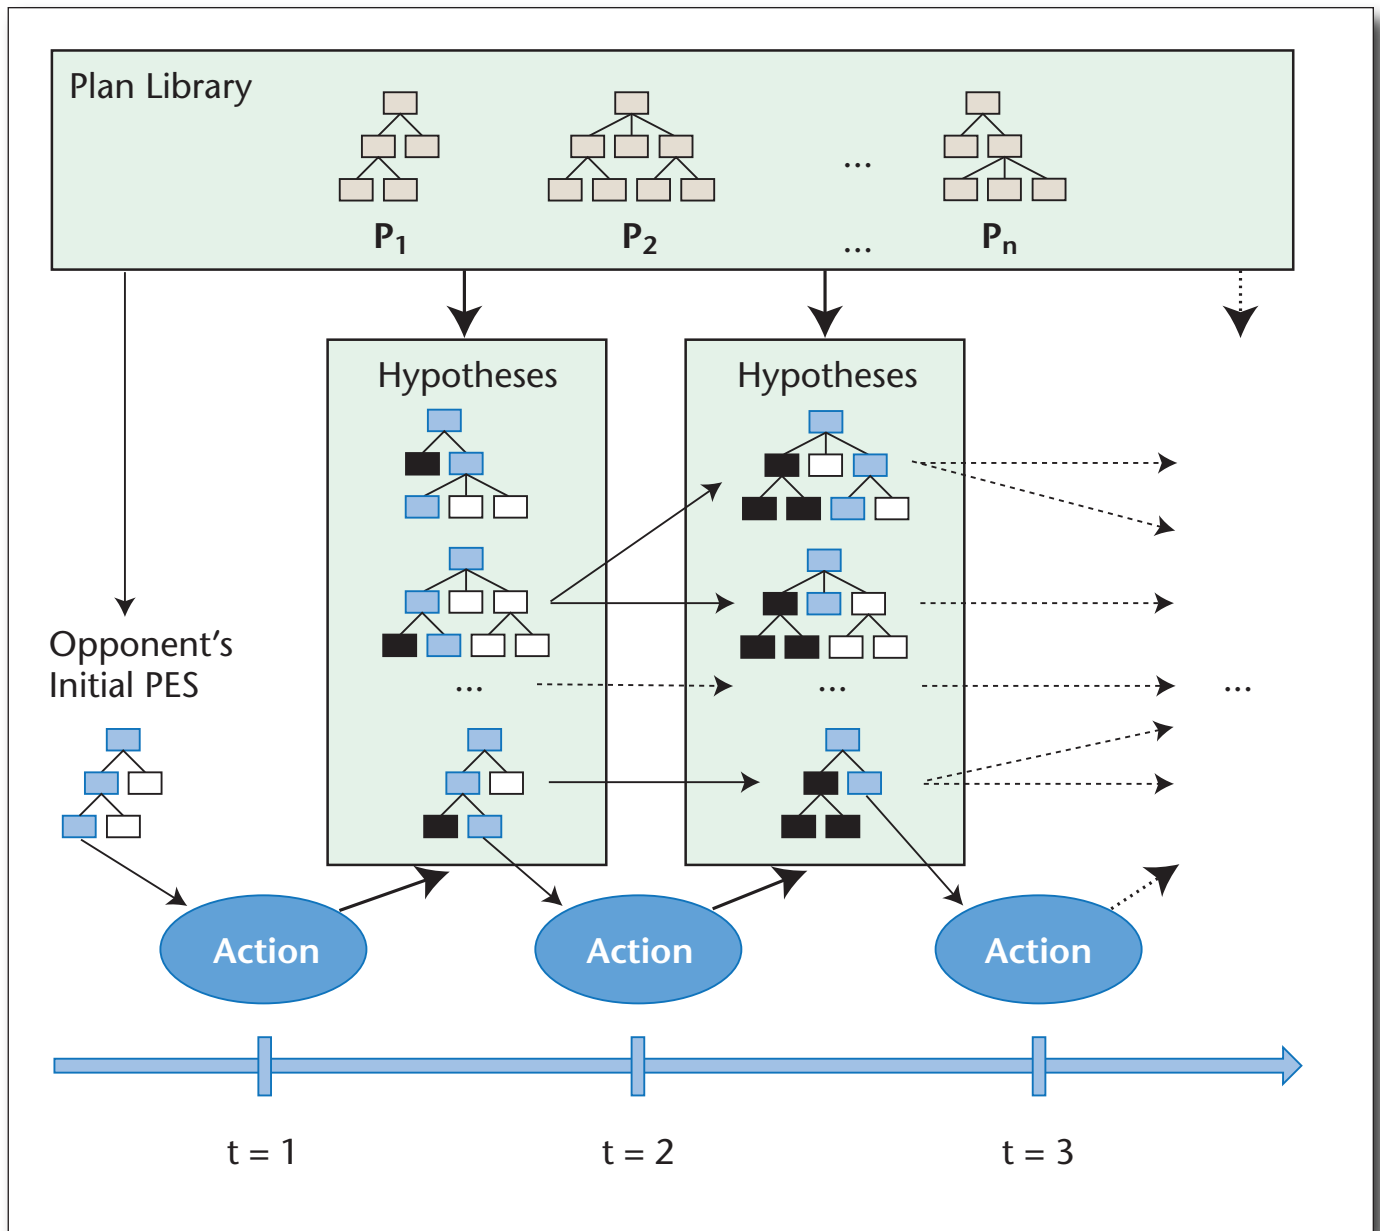 Plan Library
...
P1 P2 ... Pn
Hypotheses Hypotheses
Opponent's
Initial PES
... ... ...
Action Action Action
t = 1 t = 2 t = 3